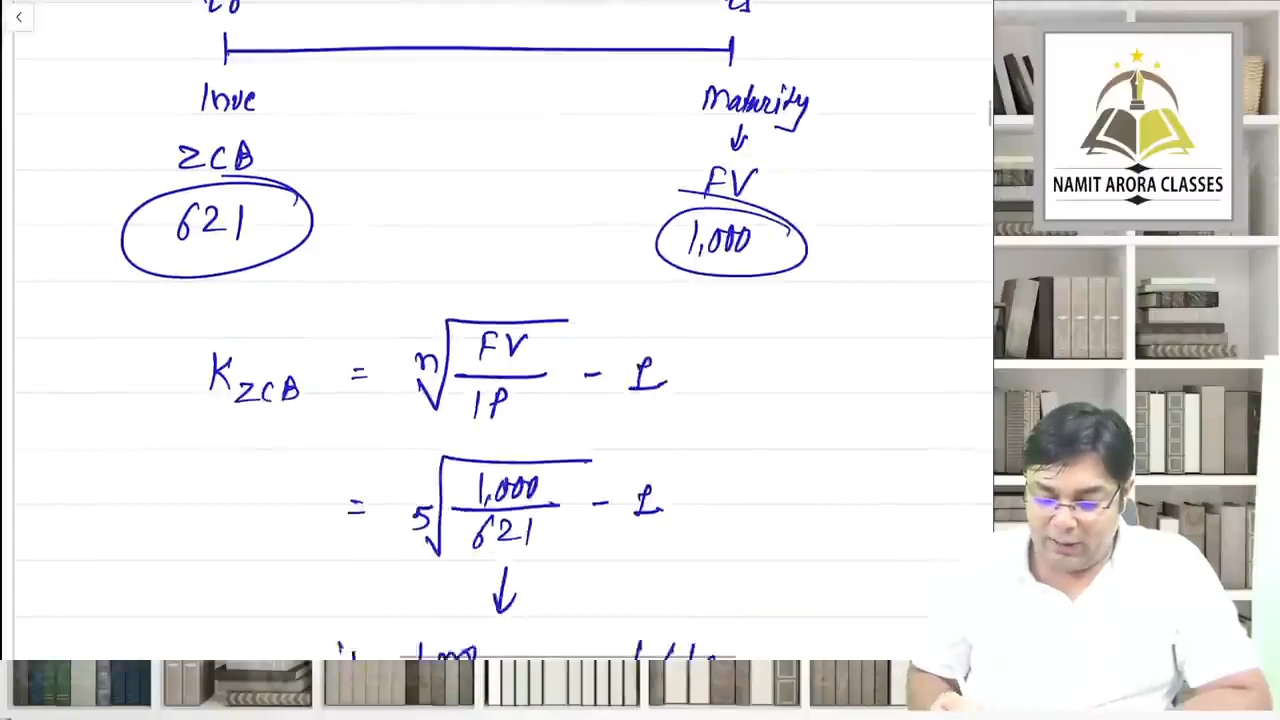 Inve
Maturity
ZCB
FV
621
1,000
NAMIT ARORA CLASSES
K ZCB = n√(FV / IP) - 1
= 5√(1,000 / 621) - 1